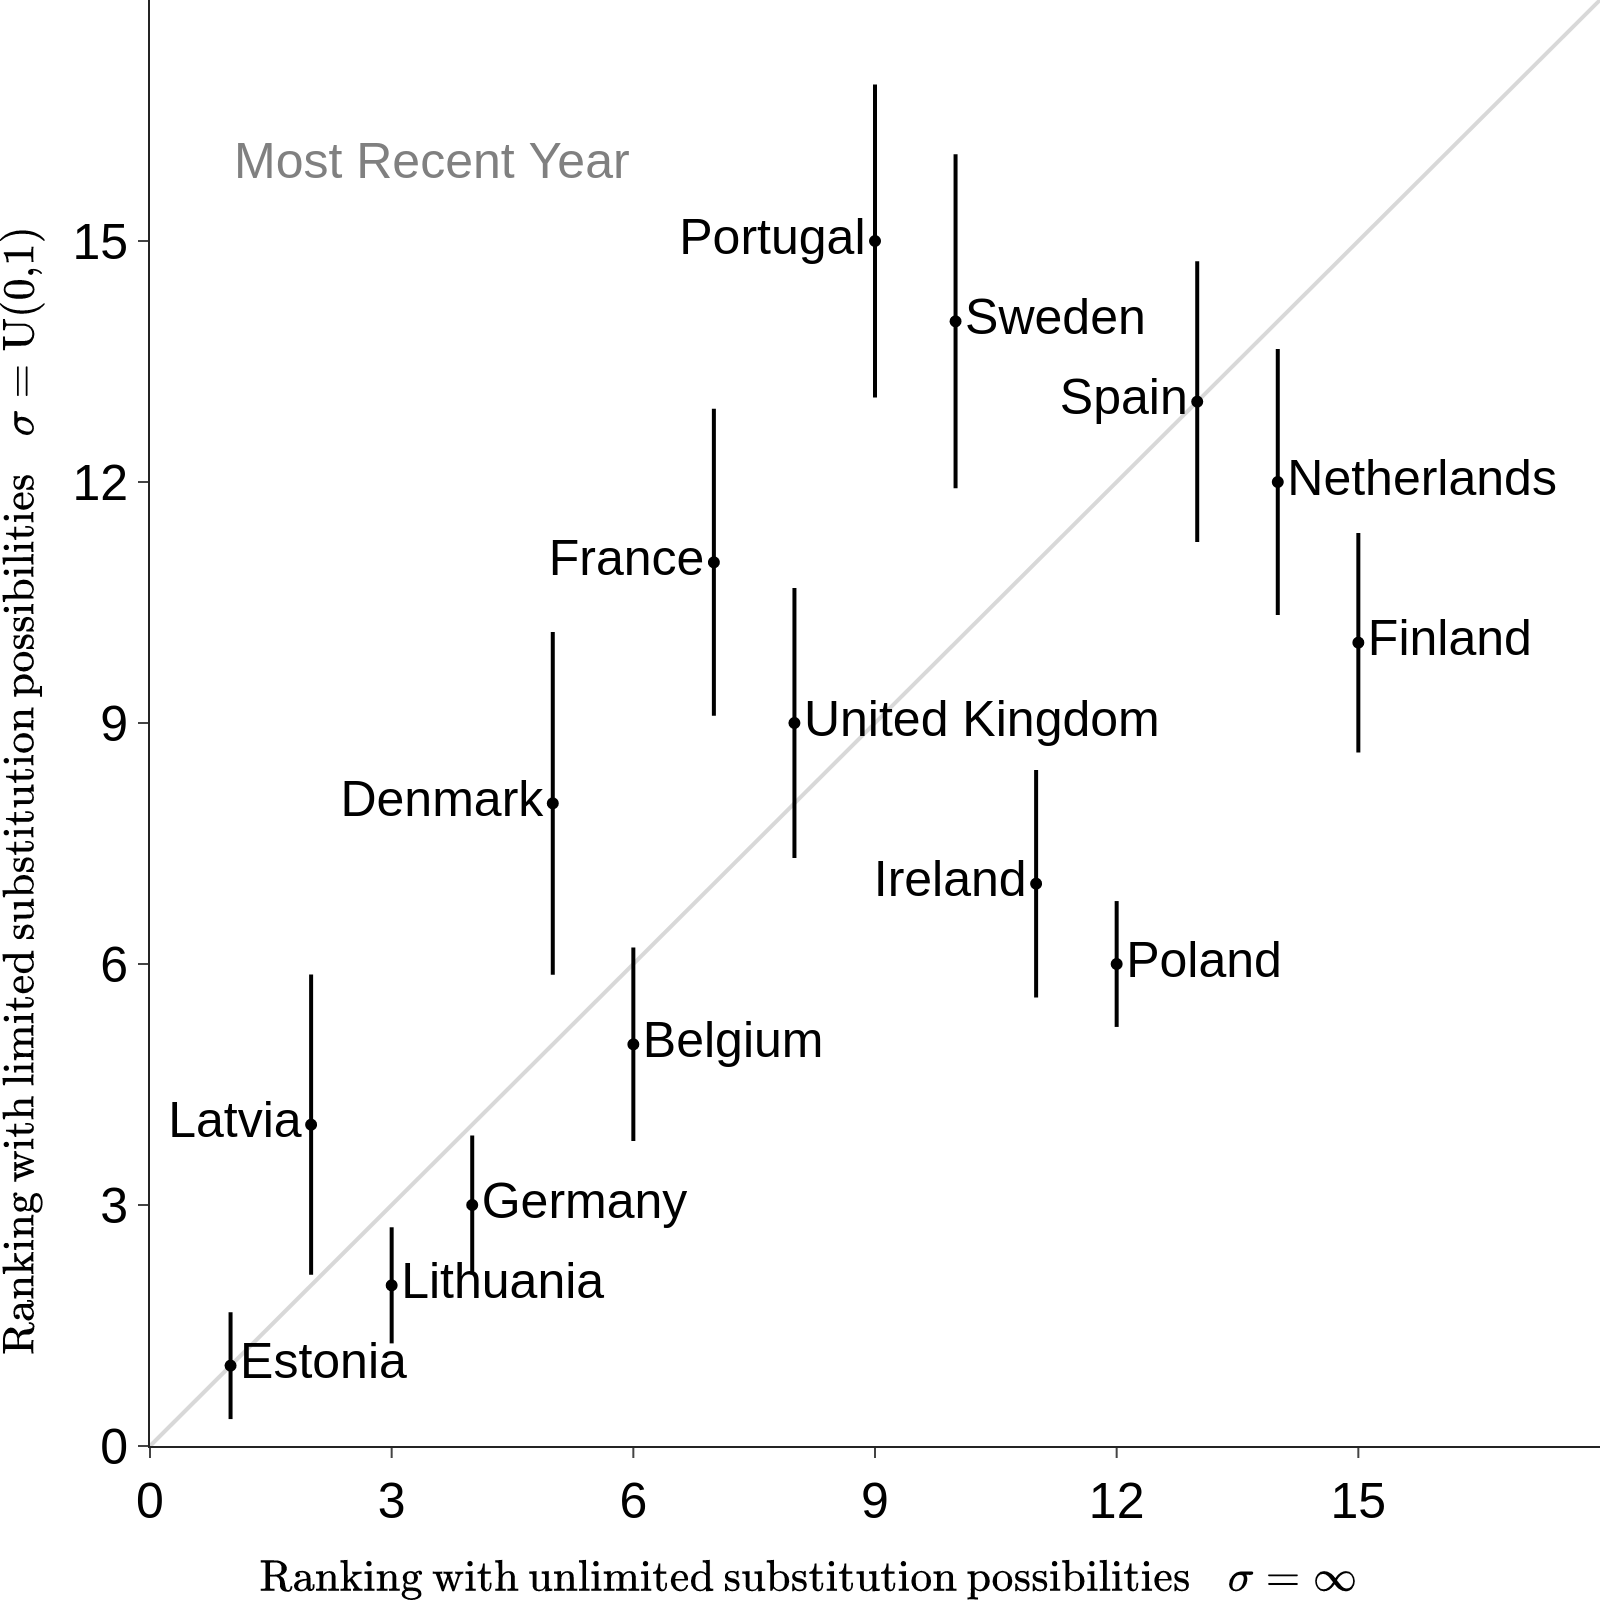 Most Recent Year
Portugal
Sweden
Spain
Netherlands
France
Finland
United Kingdom
Denmark
Ireland
Poland
Belgium
Latvia
Germany
Lithuania
Estonia
15
12
9
6
3
0
0 3 6 9 12 15
Ranking with limited substitution possibilities σ = U(0,1)
Ranking with unlimited substitution possibilities σ = ∞